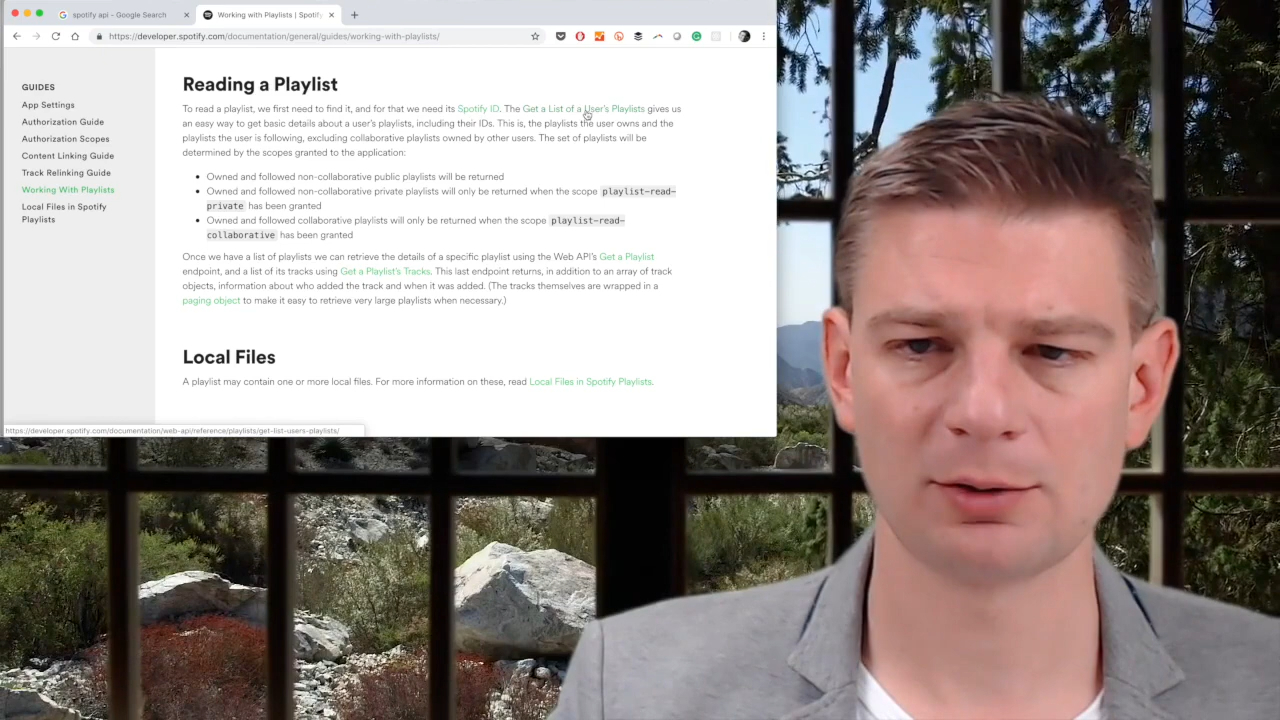 spotify api - Google Search
Working with Playlists | Spotify
https://developer.spotify.com/documentation/general/guides/working-with-playlists/
GUIDES
App Settings
Authorization Guide
Authorization Scopes
Content Linking Guide
Track Relinking Guide
Working With Playlists
Local Files in Spotify
Playlists
Reading a Playlist
To read a playlist, we first need to find it, and for that we need its Spotify ID. The Get a List of a User's Playlists gives us
an easy way to get basic details about a user's playlists, including their IDs. This is, the playlists the user owns and the
playlists the user is following, excluding collaborative playlists owned by other users. The set of playlists will be
determined by the scopes granted to the application:
Owned and followed non-collaborative public playlists will be returned
Owned and followed non-collaborative private playlists will only be returned when the scope playlist-read-
private has been granted
Owned and followed collaborative playlists will only be returned when the scope playlist-read-
collaborative has been granted
Once we have a list of playlists we can retrieve the details of a specific playlist using the Web API's Get a Playlist
endpoint, and a list of its tracks using Get a Playlist's Tracks. This last endpoint returns, in addition to an array of track
objects, information about who added the track and when it was added. (The tracks themselves are wrapped in a
paging object to make it easy to retrieve very large playlists when necessary.)
Local Files
A playlist may contain one or more local files. For more information on these, read Local Files in Spotify Playlists.
https://developer.spotify.com/documentation/web-api/reference/playlists/get-list-users-playlists/